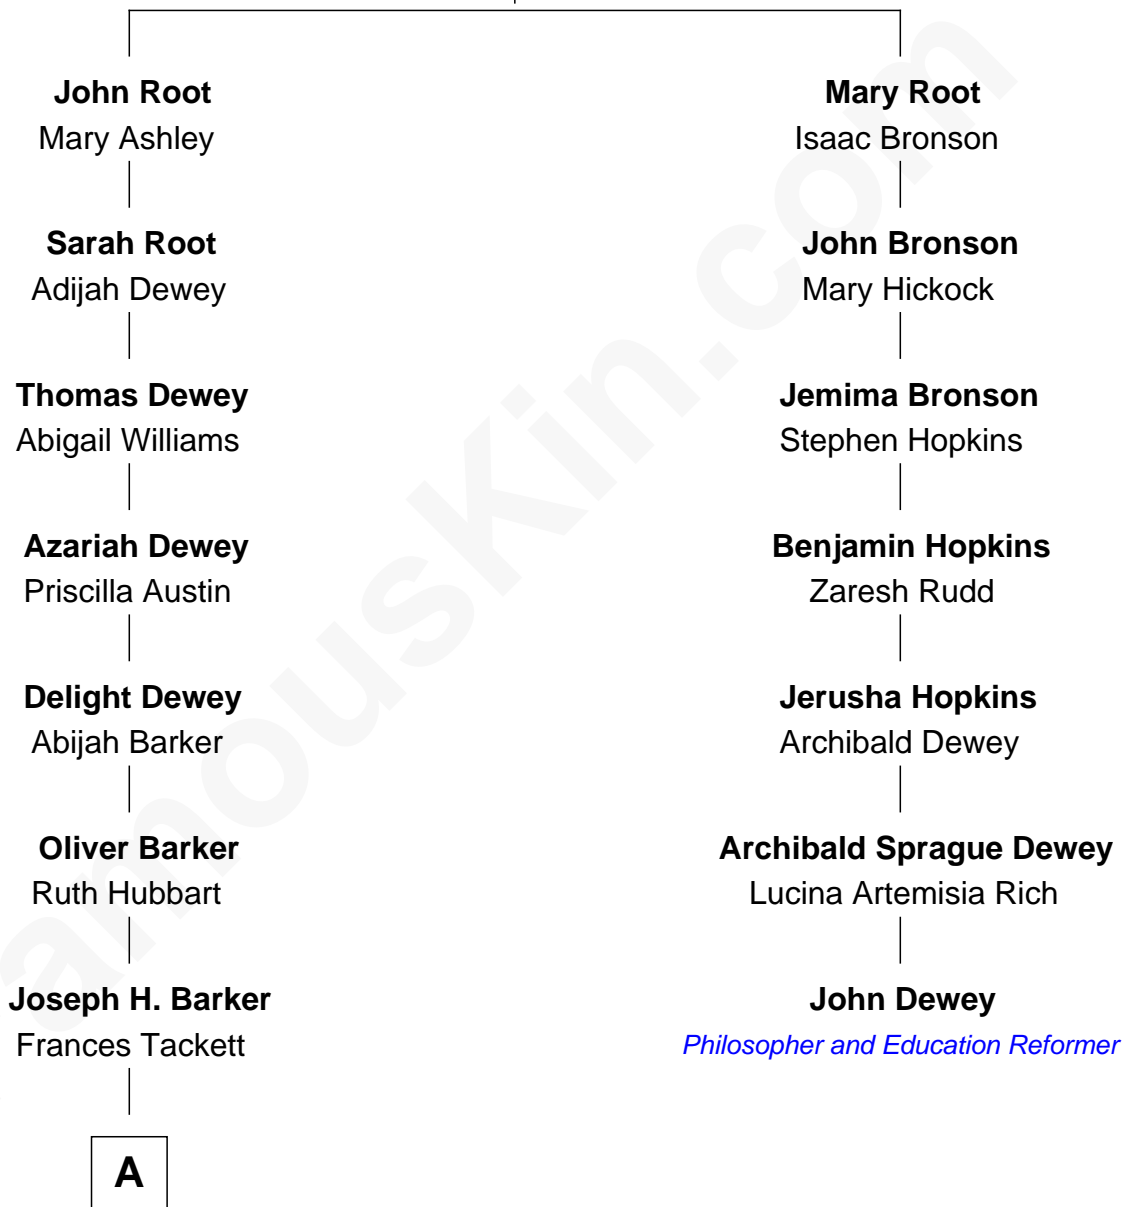 John Root
Mary Ashley
Mary Root
Isaac Bronson
Sarah Root
Adijah Dewey
John Bronson
Mary Hickock
Thomas Dewey
Abigail Williams
Jemima Bronson
Stephen Hopkins
Azariah Dewey
Priscilla Austin
Benjamin Hopkins
Zaresh Rudd
Delight Dewey
Abijah Barker
Jerusha Hopkins
Archibald Dewey
Oliver Barker
Ruth Hubbart
Archibald Sprague Dewey
Lucina Artemisia Rich
Joseph H. Barker
Frances Tackett
John Dewey
Philosopher and Education Reformer
A
amousKin.com